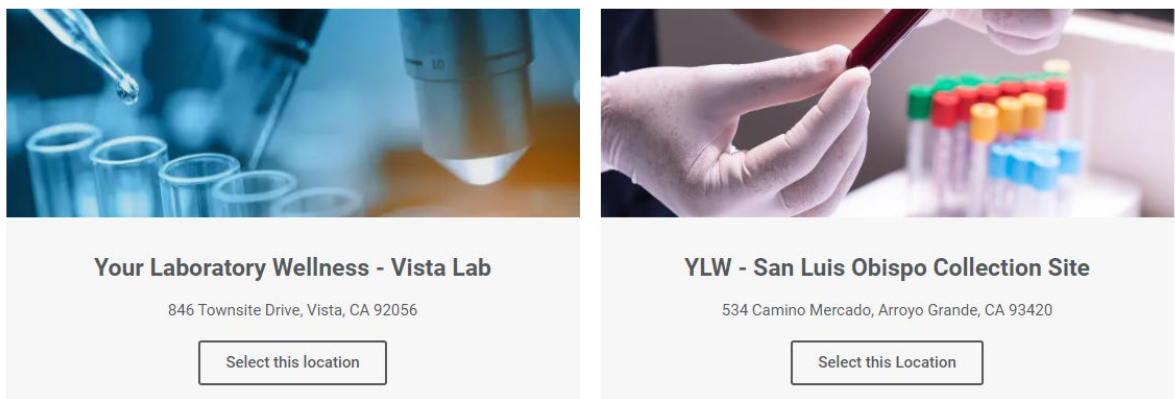 10
Your Laboratory Wellness - Vista Lab
846 Townsite Drive, Vista, CA 92056
Select this location
YLW - San Luis Obispo Collection Site
534 Camino Mercado, Arroyo Grande, CA 93420
Select this Location